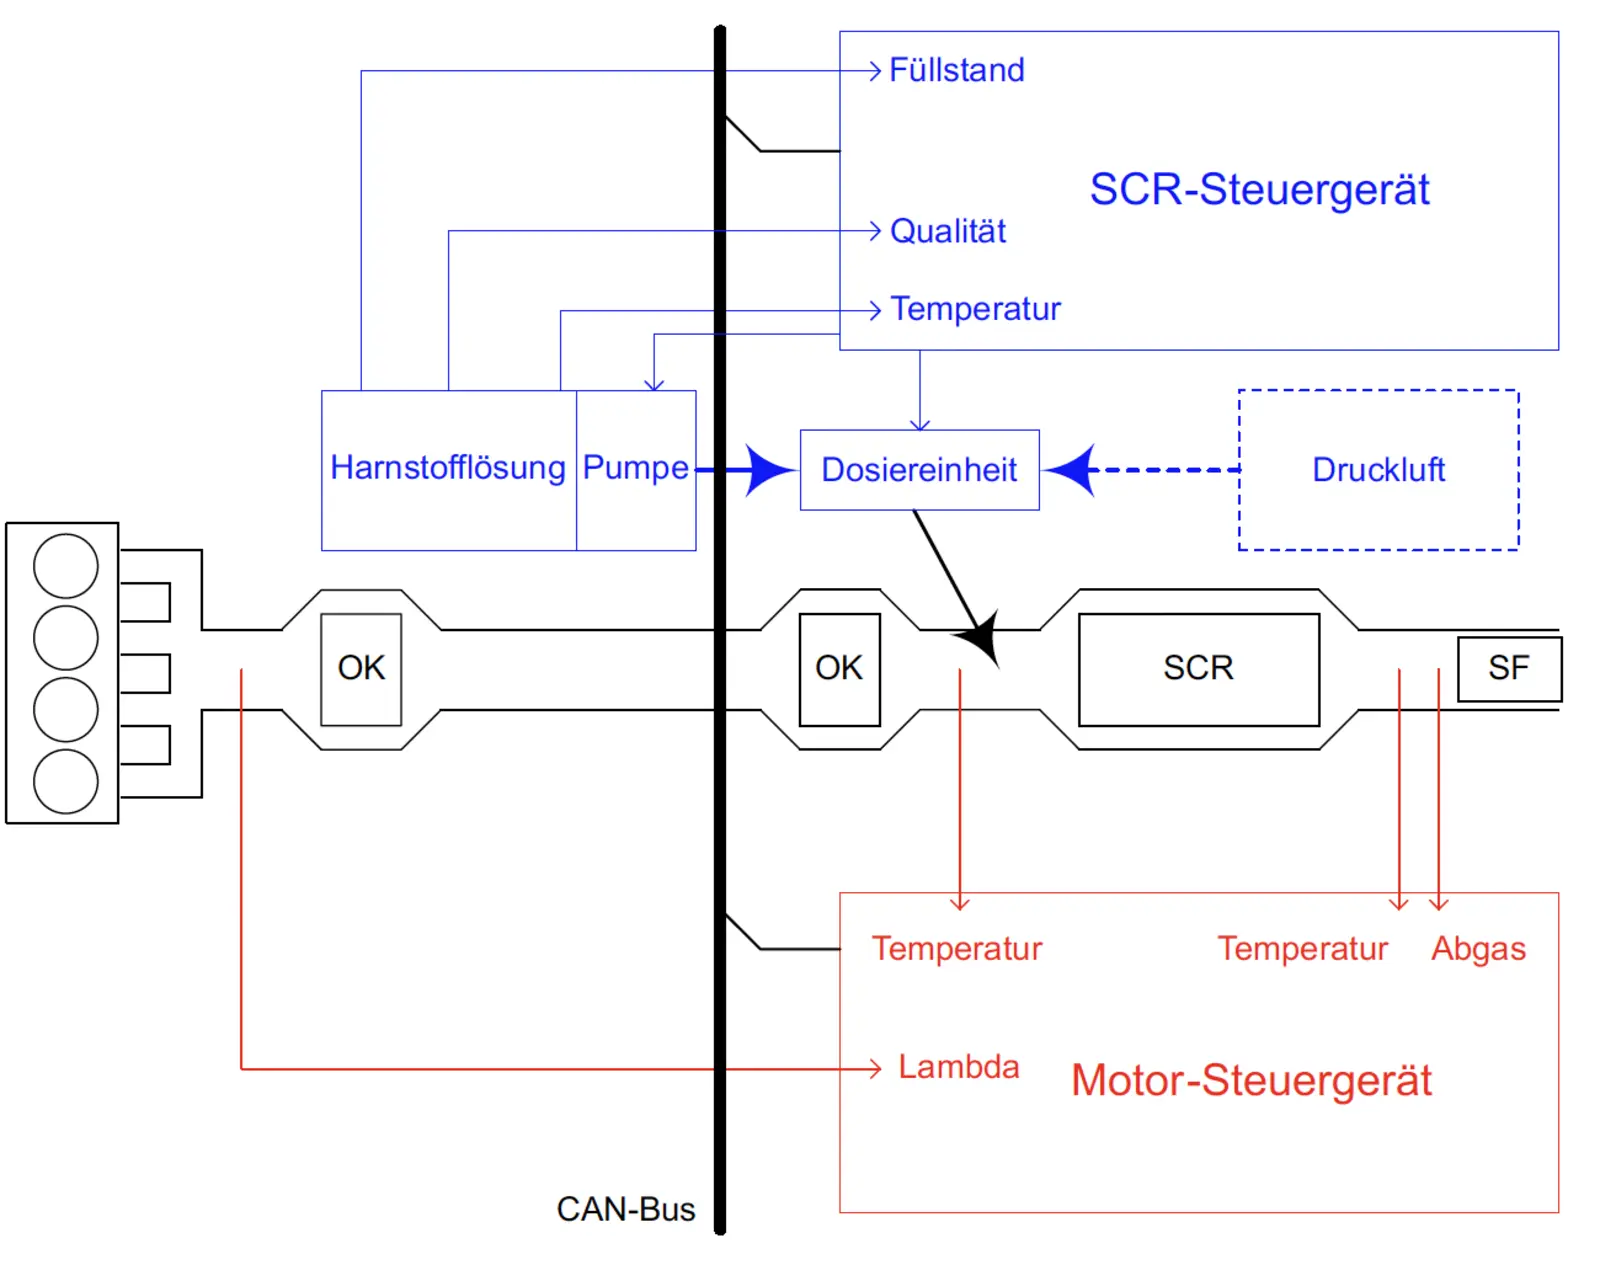 Füllstand
SCR-Steuergerät
Qualität
Temperatur
Harnstofflösung
Pumpe
Dosiereinheit
Druckluft
OK
OK
SCR
SF
Temperatur
Temperatur
Abgas
Lambda
Motor-Steuergerät
CAN-Bus